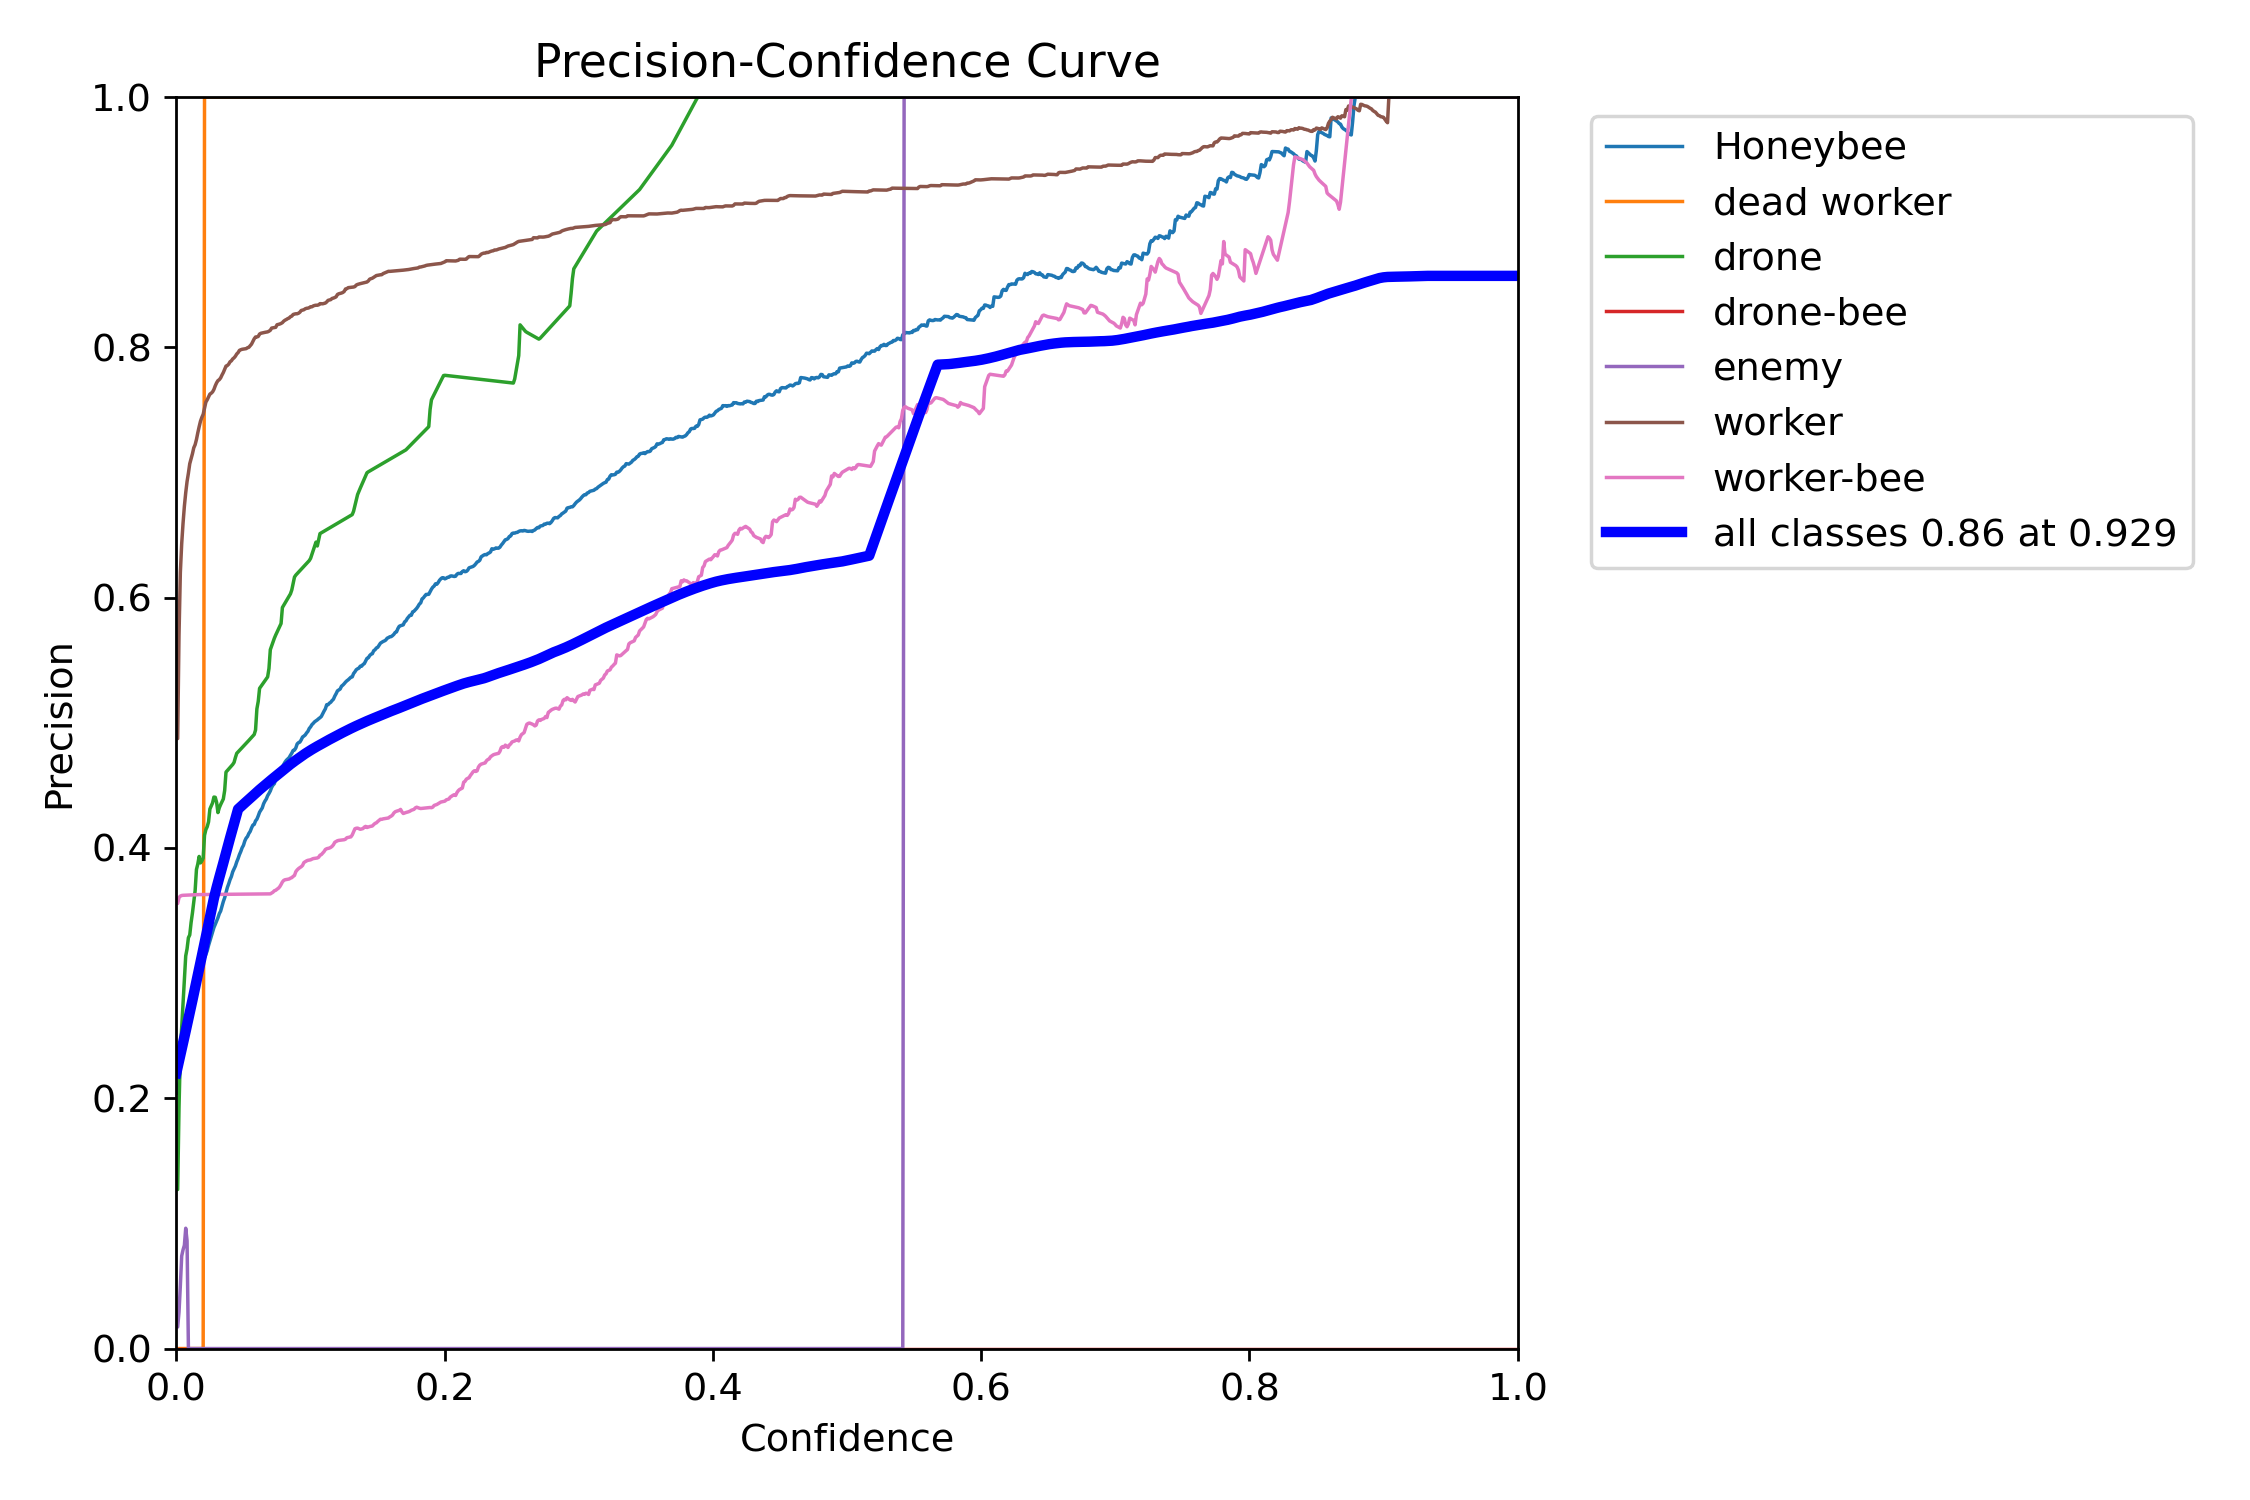 Precision-Confidence Curve
1.0
0.8
0.6
0.4
0.2
0.0
Precision
0.0 0.2 0.4 0.6 0.8 1.0
Confidence
Honeybee
dead worker
drone
drone-bee
enemy
worker
worker-bee
all classes 0.86 at 0.929